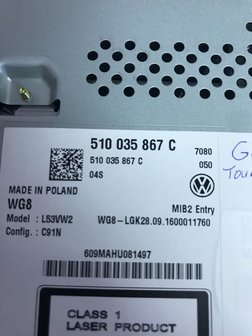 510 035 867 C
7080
510 035 867 C
050
04S
MADE IN POLAND
WG8
MIB2 Entry
Model : L53VW2
WG8-LGK28.09.1600011760
Config. : C91N
609MAHU081497
CLASS 1
LASER PRODUCT